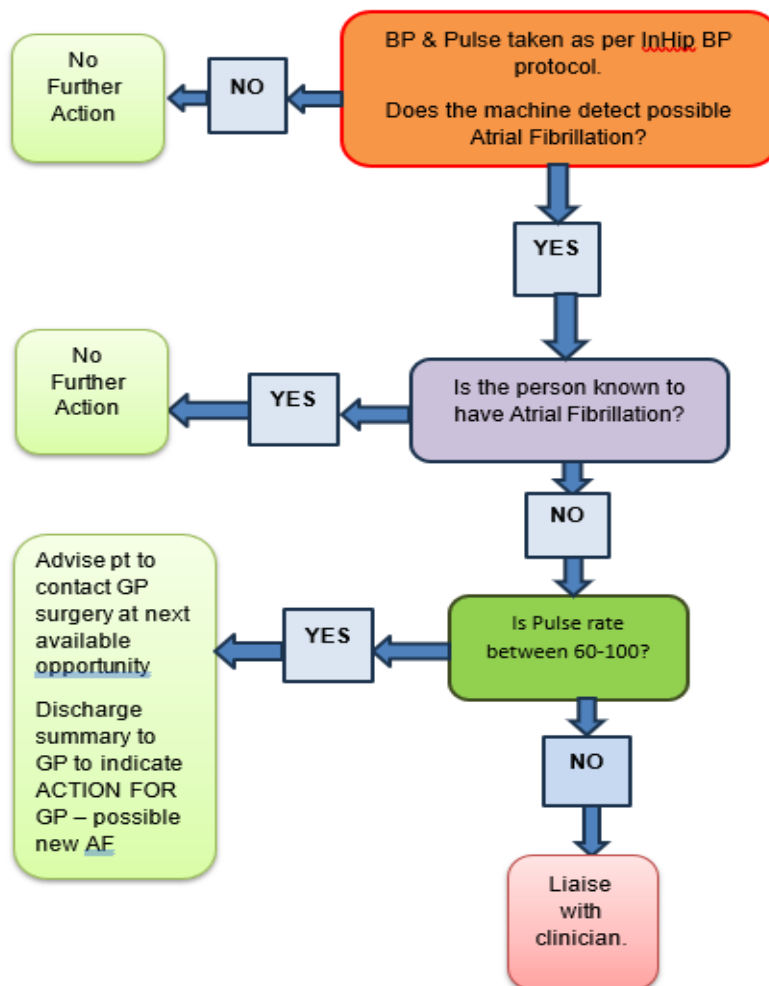 BP & Pulse taken as per InHip BP
protocol.
Does the machine detect possible
Atrial Fibrillation?
NO
No
Further
Action
YES
Is the person known to
have Atrial Fibrillation?
YES
No
Further
Action
NO
Is Pulse rate
between 60-100?
YES
Advise pt to
contact GP
surgery at next
available
opportunity
Discharge
summary to
GP to indicate
ACTION FOR
GP – possible
new AF
NO
Liaise
with
clinician.